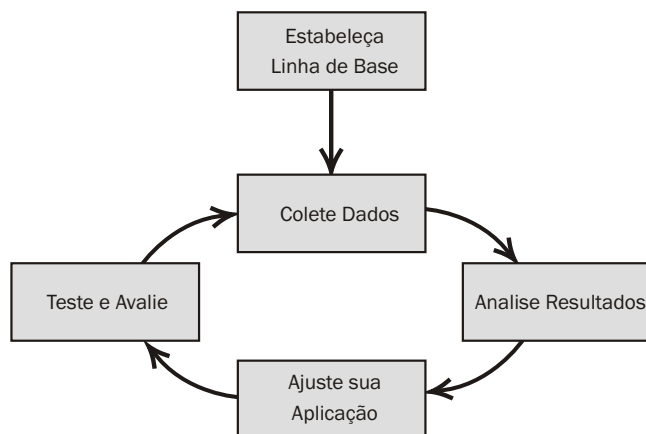 Estabeleça
Linha de Base
Colete Dados
Teste e Avalie
Analise Resultados
Ajuste sua
Aplicação